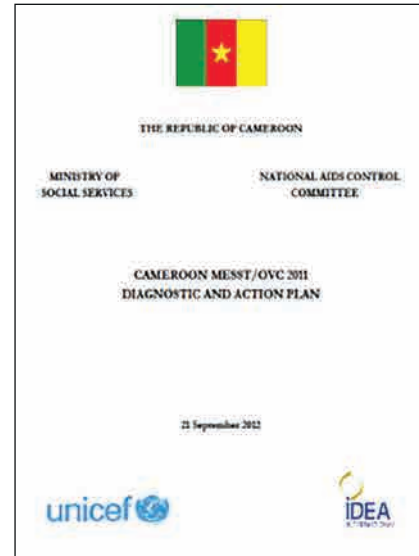 THE REPUBLIC OF CAMEROON
MINISTRY OF
SOCIAL SERVICES
NATIONAL AIDS CONTROL
COMMITTEE
CAMEROON MESST/OVC 2011
DIAGNOSTIC AND ACTION PLAN
21 September 2012
unicef
iDEA
INTERNATIONAL